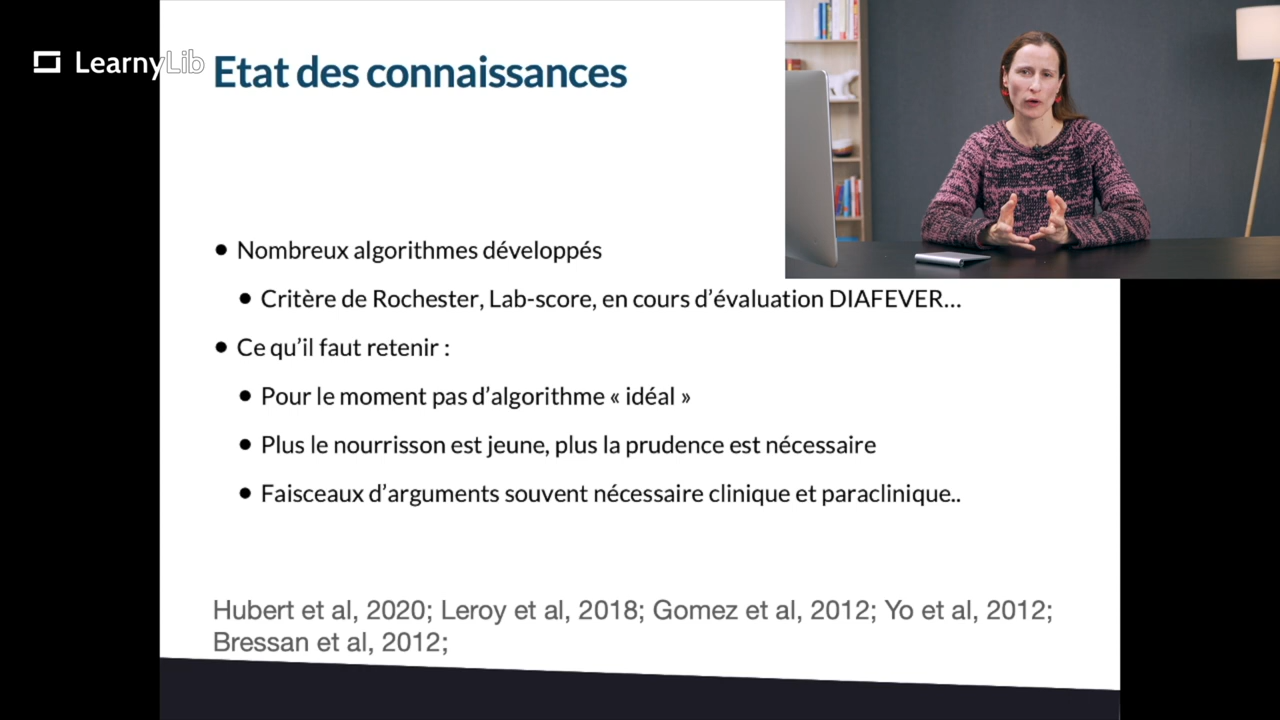 LearnyLib
Etat des connaissances
Nombreux algorithmes développés
Critère de Rochester, Lab-score, en cours d’évaluation DIAFEVER...
Ce qu’il faut retenir :
Pour le moment pas d’algorithme « idéal »
Plus le nourrisson est jeune, plus la prudence est nécessaire
Faisceaux d’arguments souvent nécessaire clinique et paraclinique..
Hubert et al, 2020; Leroy et al, 2018; Gomez et al, 2012; Yo et al, 2012;
Bressan et al, 2012;